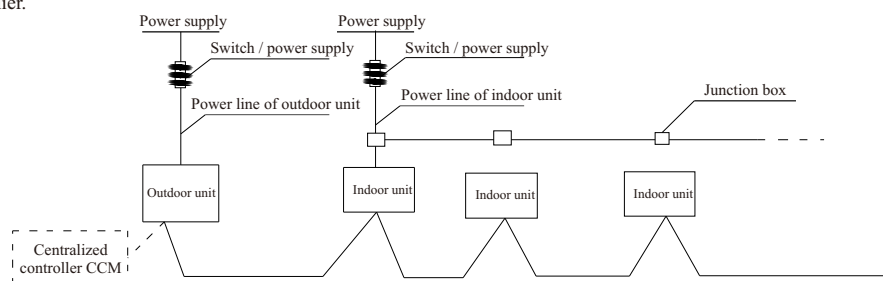 Power supply
Power supply
Switch / power supply
Switch / power supply
Power line of outdoor unit
Power line of indoor unit
Junction box
Outdoor unit
Indoor unit
Indoor unit
Indoor unit
Centralized
controller CCM